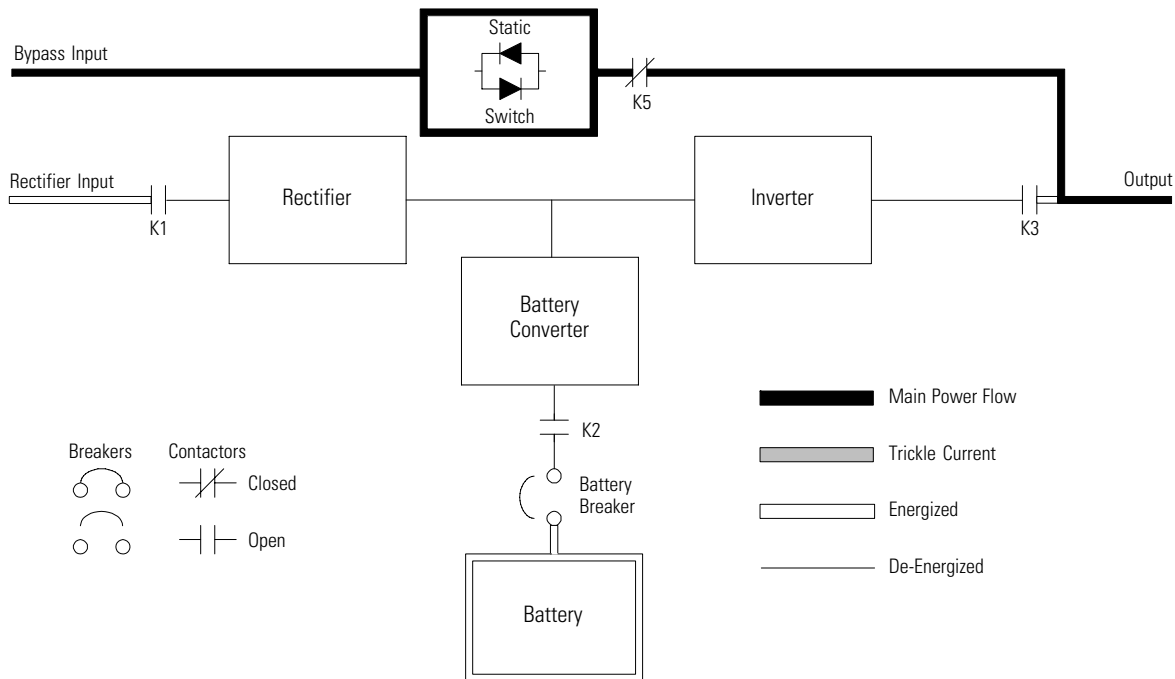 Static
Bypass Input
Switch
K5
Rectifier Input
K1
Rectifier
Inverter
K3
Output
Battery
Converter
K2
Battery
Breaker
Battery
Breakers
Contactors
Closed
Open
Main Power Flow
Trickle Current
Energized
De-Energized